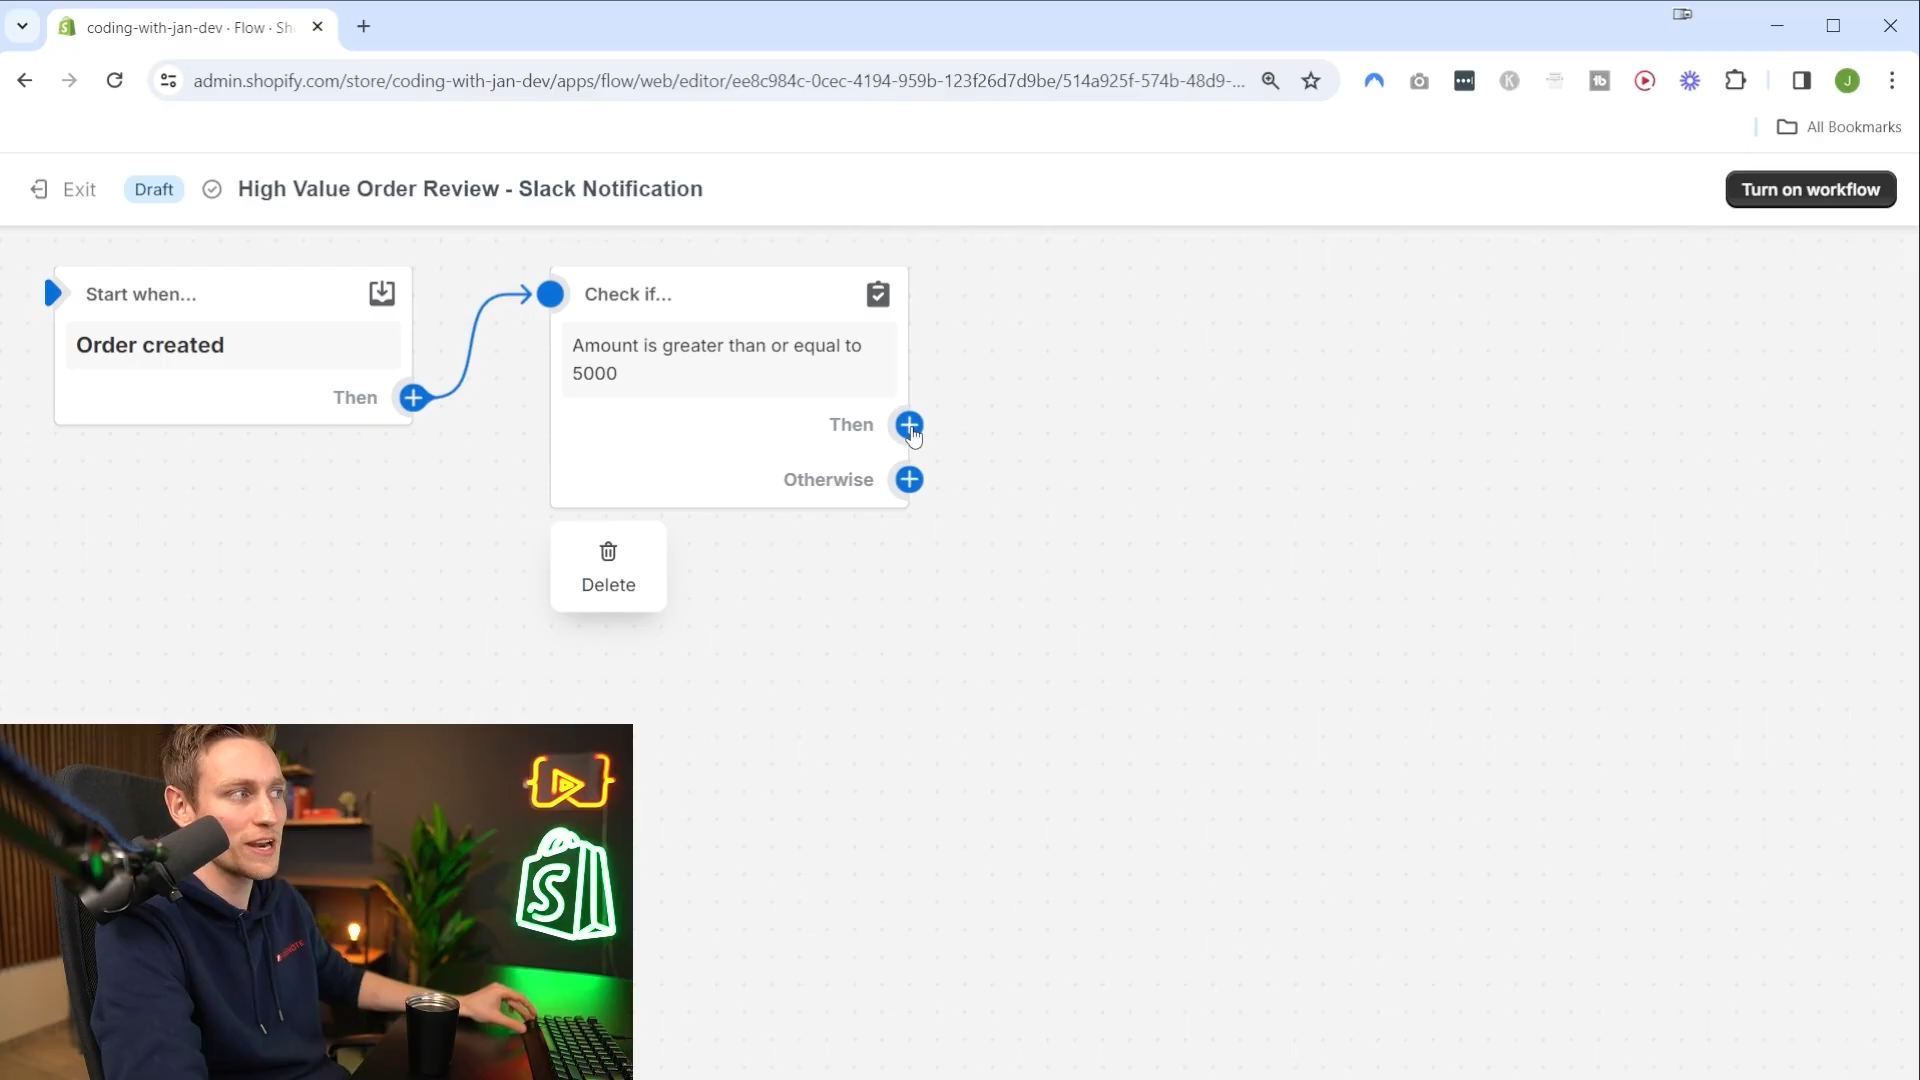 coding-with-jan-dev · Flow · Sh
admin.shopify.com/store/coding-with-jan-dev/apps/flow/web/editor/ee8c984c-0cec-4194-959b-123f26d7d9be/514a925f-574b-48d9-...
K
tb
J
All Bookmarks
Exit
Draft
High Value Order Review - Slack Notification
Turn on workflow
Start when...
Order created
Then
Check if...
Amount is greater than or equal to
5000
Then
Otherwise
Delete
S